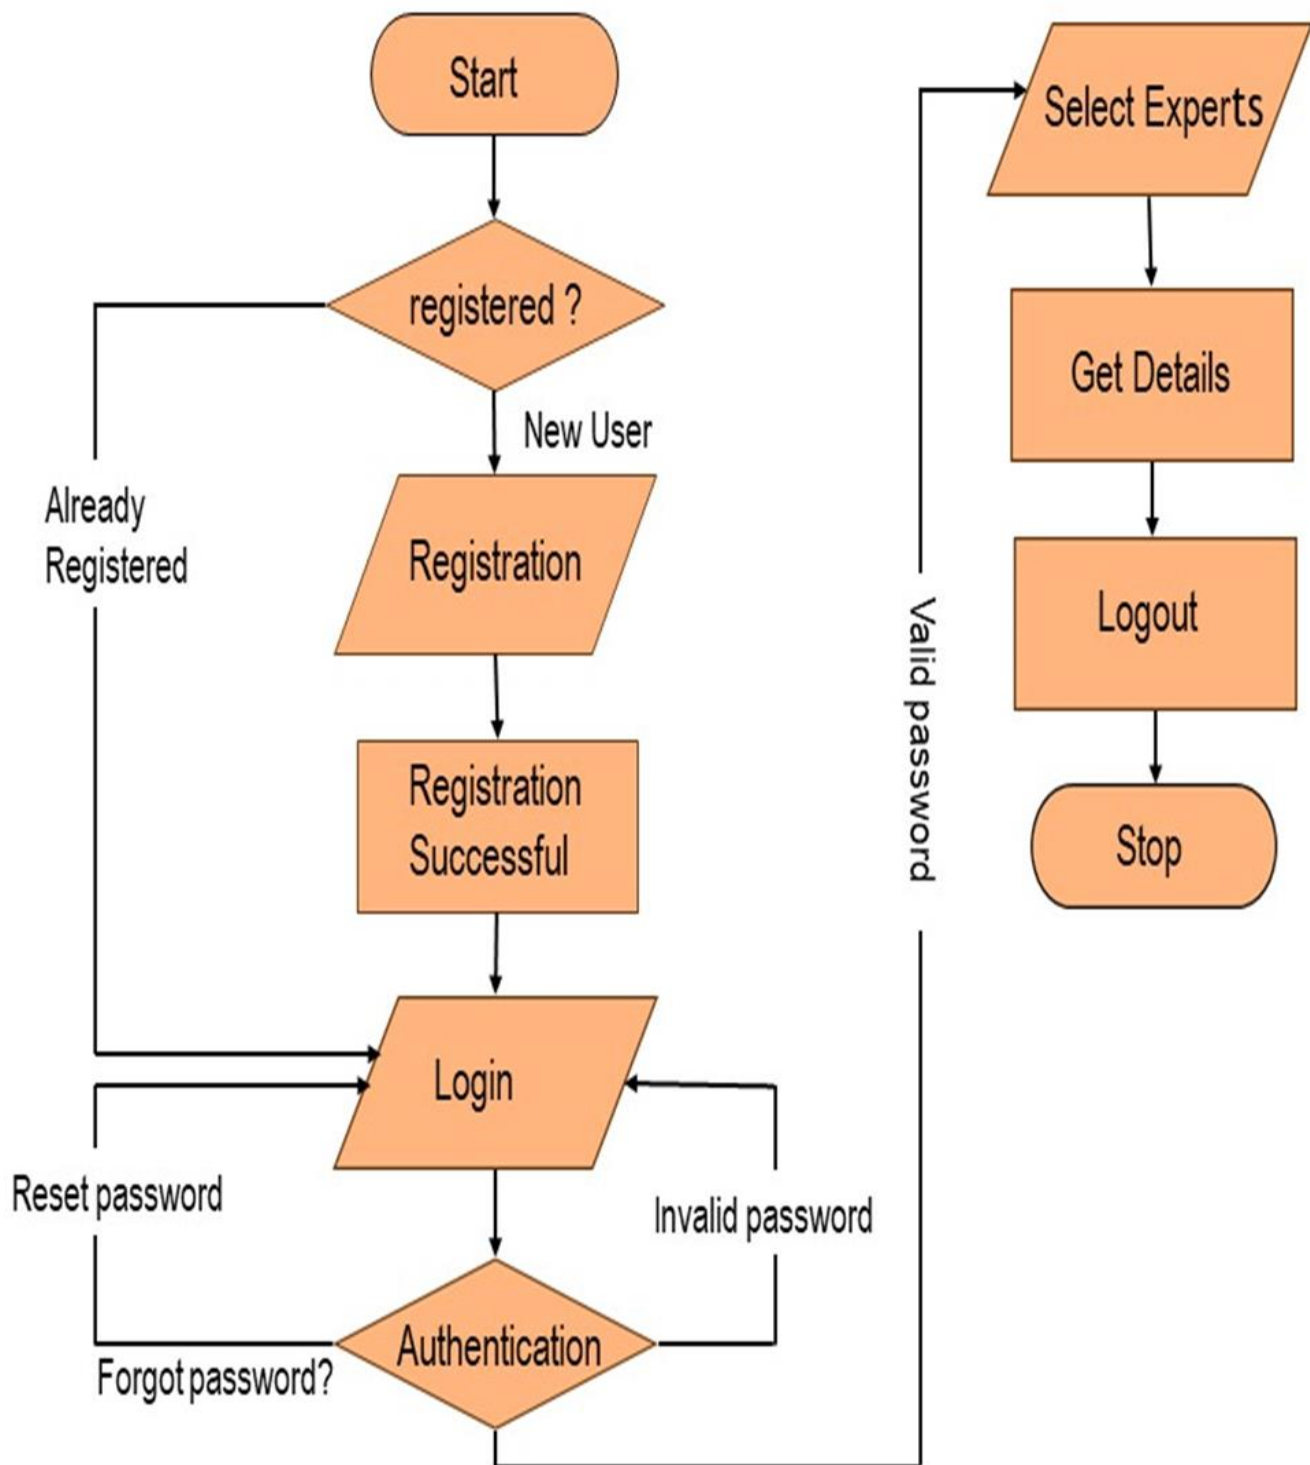 Start
registered ?
New User
Already
Registered
Registration
Registration
Successful
Login
Reset password
Invalid password
Authentication
Forgot password?
Valid password
Select Experts
Get Details
Logout
Stop